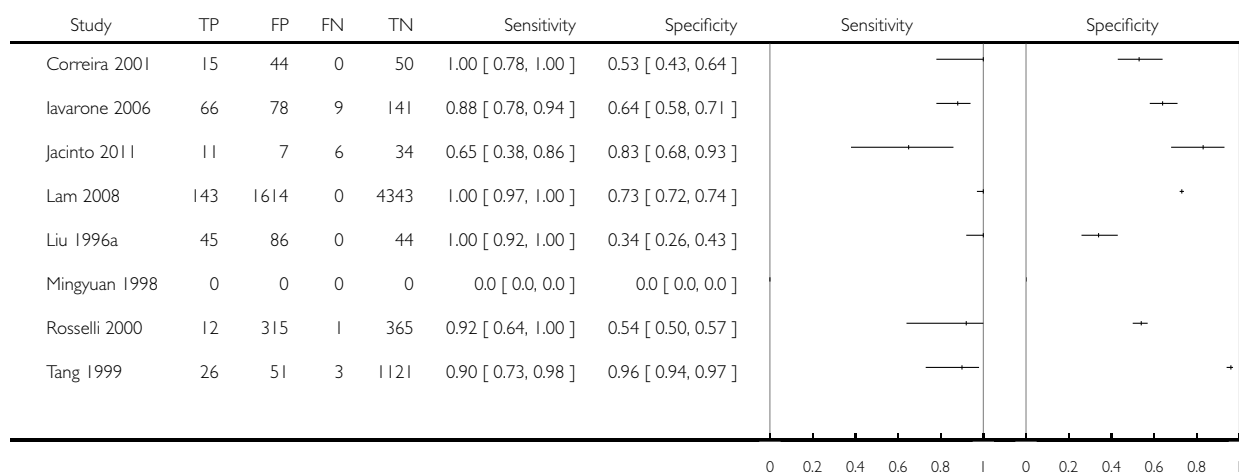 Study TP FP FN TN Sensitivity Specificity Sensitivity Specificity
Correira 2001 15 44 0 50 1.00 [ 0.78, 1.00 ] 0.53 [ 0.43, 0.64 ]
Iavarone 2006 66 78 9 141 0.88 [ 0.78, 0.94 ] 0.64 [ 0.58, 0.71 ]
Jacinto 2011 11 7 6 34 0.65 [ 0.38, 0.86 ] 0.83 [ 0.68, 0.93 ]
Lam 2008 143 1614 0 4343 1.00 [ 0.97, 1.00 ] 0.73 [ 0.72, 0.74 ]
Liu 1996a 45 86 0 44 1.00 [ 0.92, 1.00 ] 0.34 [ 0.26, 0.43 ]
Mingyuan 1998 0 0 0 0 0.0 [ 0.0, 0.0 ] 0.0 [ 0.0, 0.0 ]
Rosselli 2000 12 315 1 365 0.92 [ 0.64, 1.00 ] 0.54 [ 0.50, 0.57 ]
Tang 1999 26 51 3 1121 0.90 [ 0.73, 0.98 ] 0.96 [ 0.94, 0.97 ]
0 0.2 0.4 0.6 0.8 1 0 0.2 0.4 0.6 0.8 1